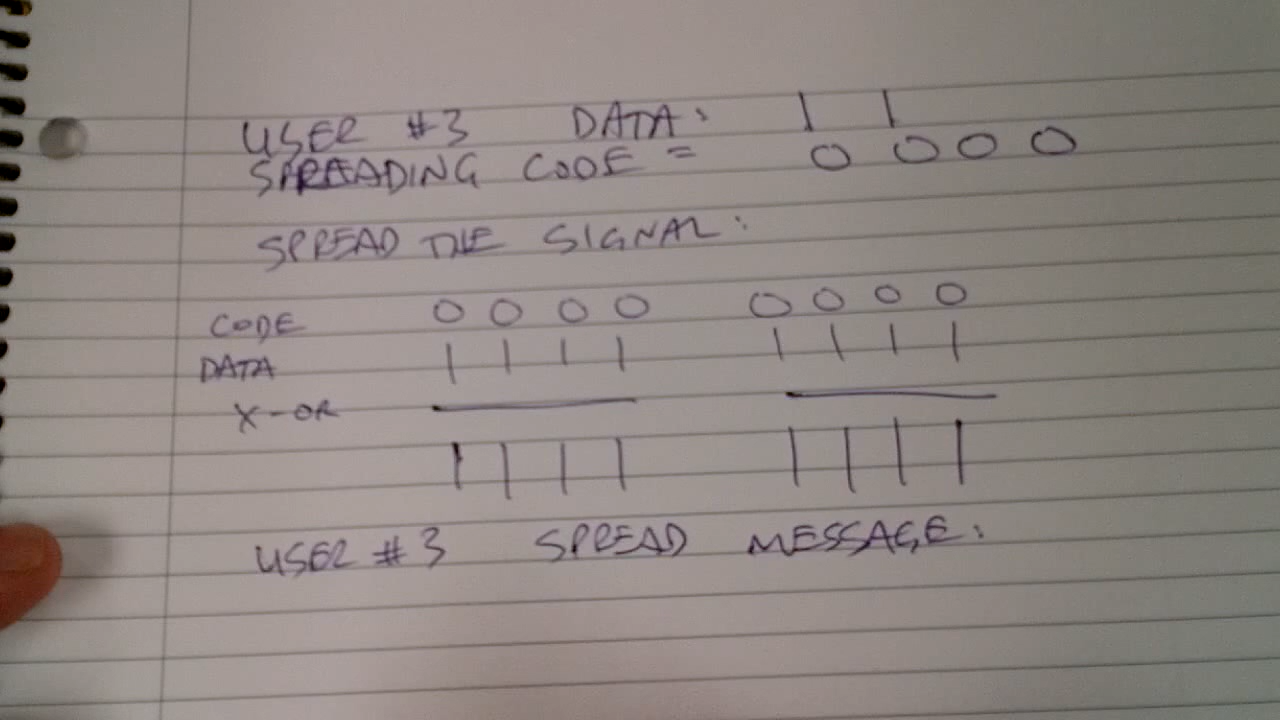 USER #3 DATA: 1 1
SPREADING CODE = 0 0 0 0
SPREAD THE SIGNAL:
CODE 0 0 0 0 0 0 0 0
DATA 1 1 1 1 1 1 1 1
X-OR
1 1 1 1 1 1 1 1
USER #3 SPREAD MESSAGE: